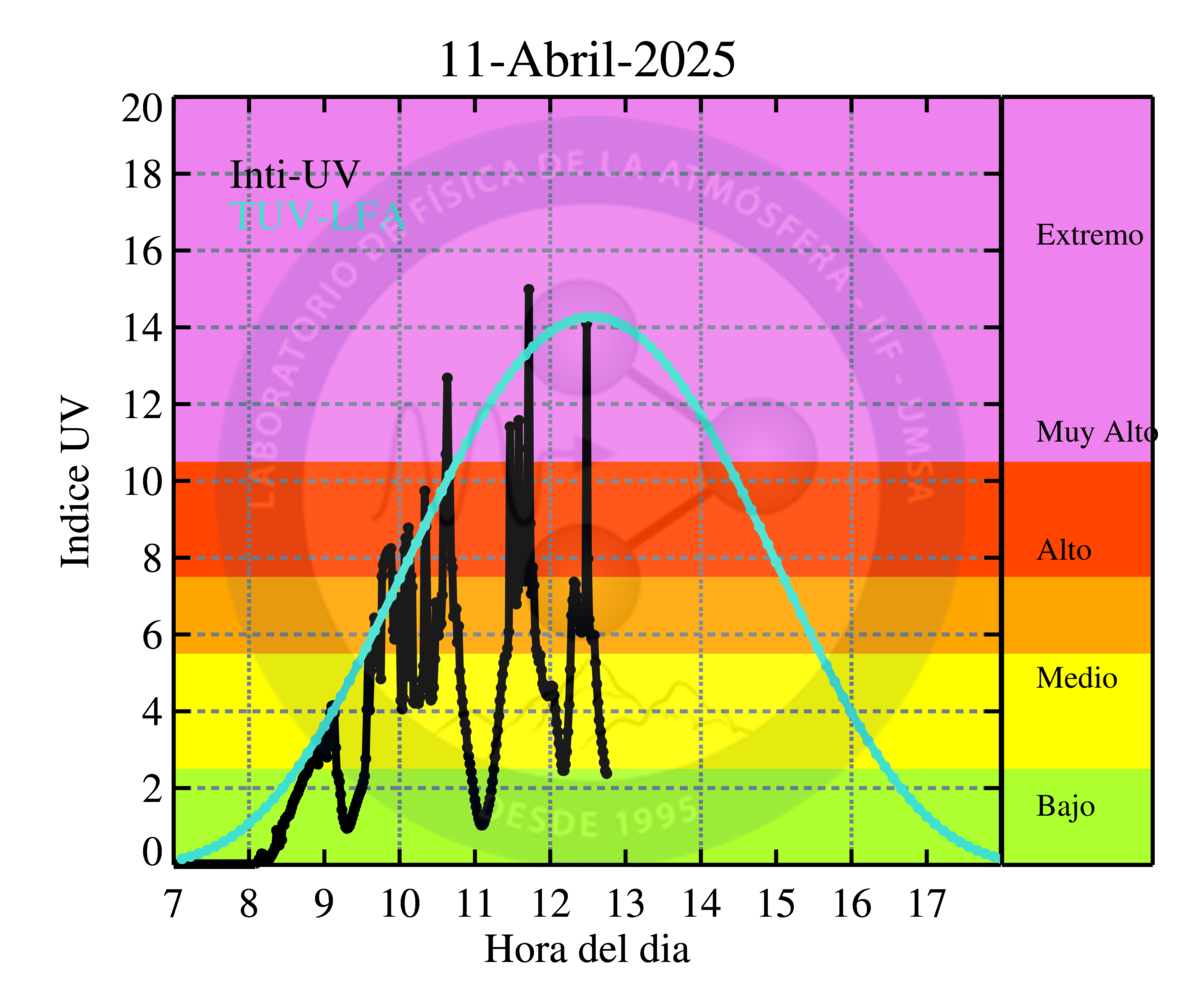 11-Abril-2025
20
18
16
14
12
10
8
6
4
2
0
Indice UV
Inti-UV
TUV-LFA
LABORATORIO DE FÍSICA DE LA ATMÓSFERA - IIF - UMSA
DESDE 1995
Extremo
Muy Alto
Alto
Medio
Bajo
7 8 9 10 11 12 13 14 15 16 17
Hora del dia